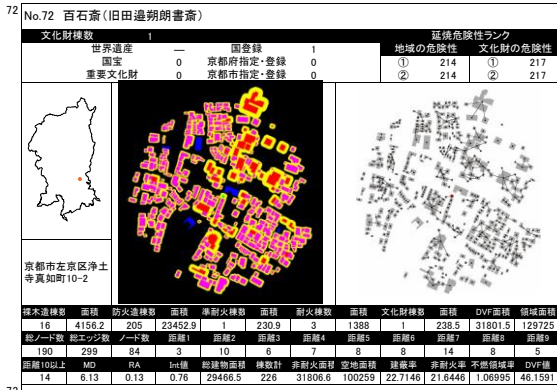 72
No.72 百石斎(旧田邉朔朗書斎)
文化財棟数 1 延焼危険性ランク
世界遺産 — 国登録 1 地域の危険性 文化財の危険性
国宝 0 京都府指定・登録 0 ① 214 ① 217
重要文化財 0 京都市指定・登録 0 ② 214 ② 217
京都市左京区浄土
寺真如町10-2
裸木造棟数 面積 防火造棟数 面積 準耐火棟数 面積 耐火棟数 面積 文化財棟数 面積 DVF面積 領域面積
16 4156.2 205 23452.9 1 230.9 3 1388 1 238.5 31801.5 129725
総ノード数 総エッジ数 ノード数 距離1 距離2 距離3 距離4 距離5 距離6 距離7 距離8 距離9
190 299 84 3 10 6 7 8 8 14 8 5
距離10以上 MD RA Int値 総建物面積 棟数計 非耐火面積 空地面積 建蔽率 非耐火率 不燃領域率 DVF値
14 6.13 0.13 0.76 29466.5 226 31806.6 100259 22.7146 21.6446 1.06995 46.1591